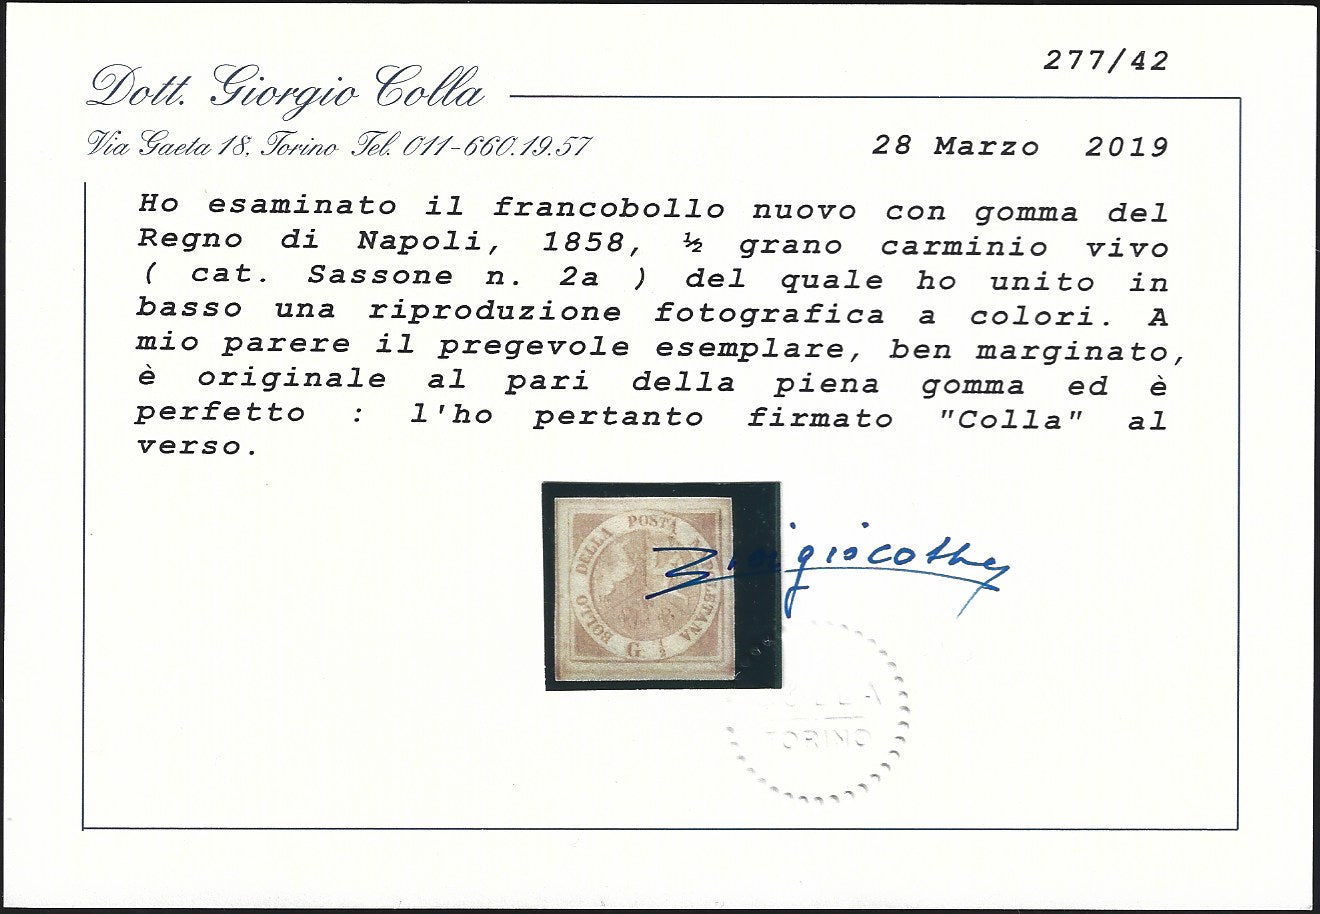 277/42
Dott. Giorgio Colla
Via Gaeta 18. Torino Tel. 011-660.19.57
28 Marzo 2019
Ho esaminato il francobollo nuovo con gomma del
Regno di Napoli, 1858, ½ grano carminio vivo
( cat. Sassone n. 2a ) del quale ho unito in
basso una riproduzione fotografica a colori. A
mio parere il pregevole esemplare, ben marginato,
è originale al pari della piena gomma ed è
perfetto : l'ho pertanto firmato "Colla" al
verso.
BOLLO DELLA POSTA NAPOLETANA
G. ½
COLLA
TORINO